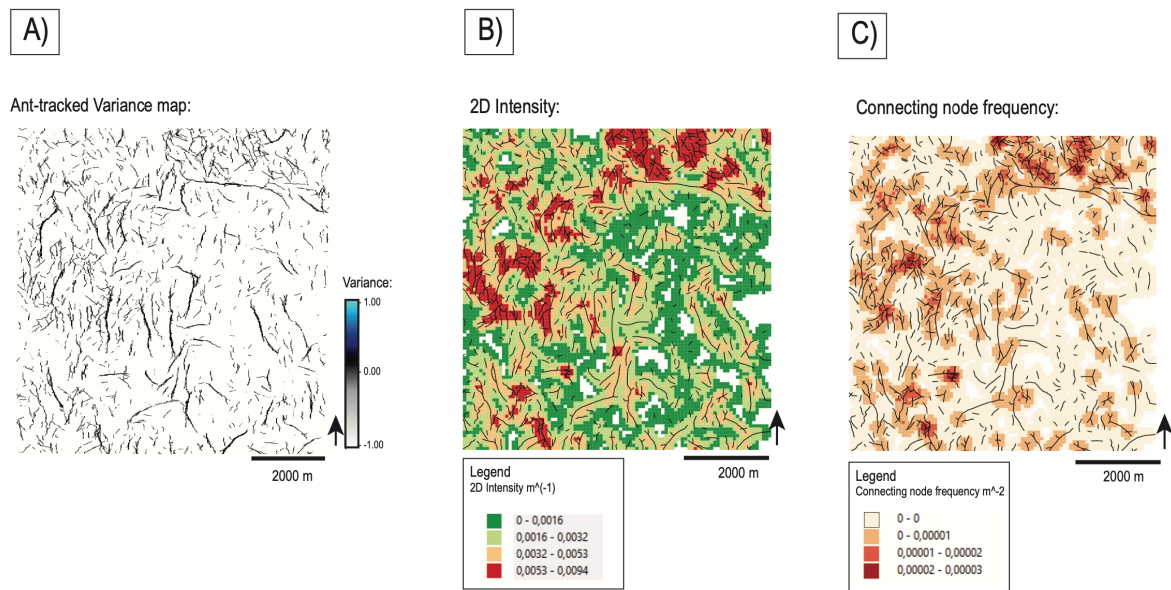 A)
B)
C)
Ant-tracked Variance map:
2D Intensity:
Connecting node frequency:
Variance:
1.00
0.00
-1.00
2000 m
2000 m
2000 m
Legend
2D Intensity m^(-1)
0 - 0,0016
0,0016 - 0,0032
0,0032 - 0,0053
0,0053 - 0,0094
Legend
Connecting node frequency m^-2
0 - 0
0 - 0,00001
0,00001 - 0,00002
0,00002 - 0,00003